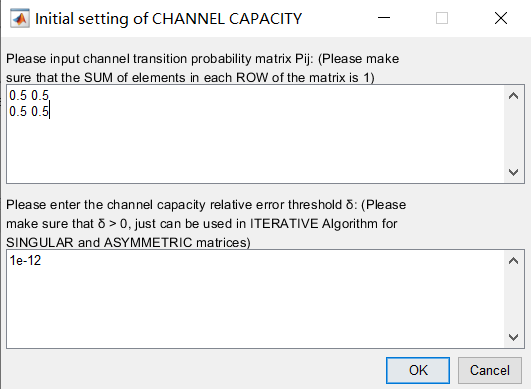 Initial setting of CHANNEL CAPACITY
Please input channel transition probability matrix Pij: (Please make
sure that the SUM of elements in each ROW of the matrix is 1)
0.5 0.5
0.5 0.5
Please enter the channel capacity relative error threshold δ: (Please
make sure that δ > 0, just can be used in ITERATIVE Algorithm for
SINGULAR and ASYMMETRIC matrices)
1e-12
OK
Cancel